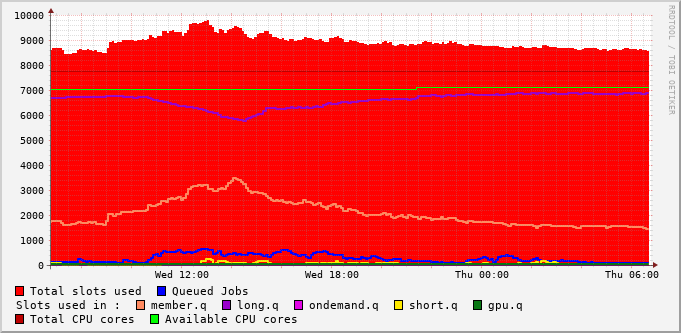 10000
9000
8000
7000
6000
5000
4000
3000
2000
1000
0
Wed 12:00 Wed 18:00 Thu 00:00 Thu 06:00
RRDTOOL / TOBI OETIKER
Total slots used Queued Jobs
Slots used in : member.q long.q ondemand.q short.q gpu.q
Total CPU cores Available CPU cores